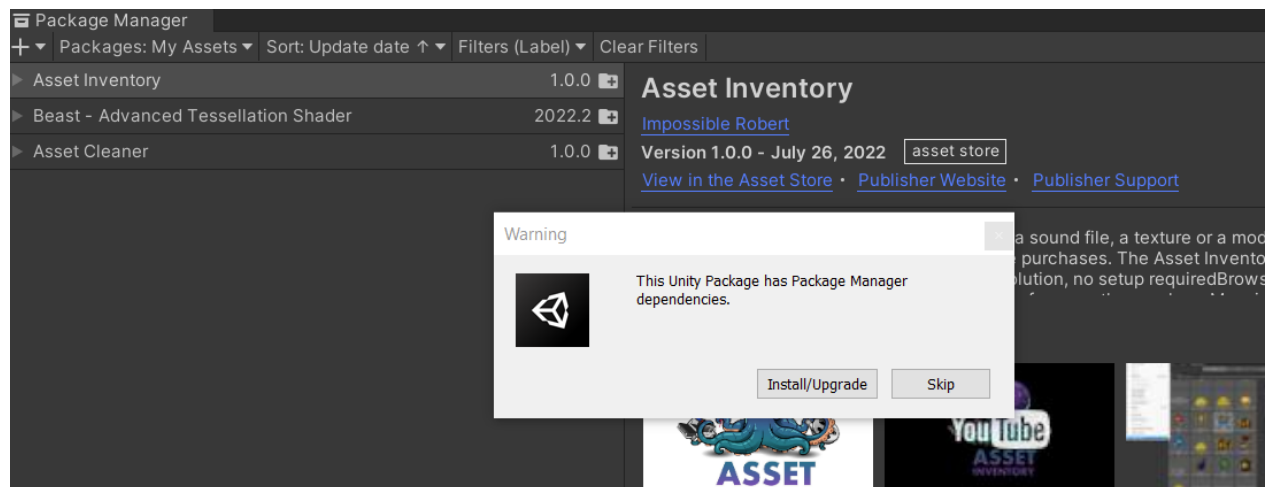 Package Manager
+ Packages: My Assets Sort: Update date ↑ Filters (Label) Clear Filters
Asset Inventory 1.0.0
Beast - Advanced Tessellation Shader 2022.2
Asset Cleaner 1.0.0
Asset Inventory
Impossible Robert
Version 1.0.0 - July 26, 2022 asset store
View in the Asset Store • Publisher Website • Publisher Support
Warning
This Unity Package has Package Manager
dependencies.
Install/Upgrade Skip
a sound file, a texture or a mod
purchases. The Asset Invento
olution, no setup requiredBrows
ASSET
YouTube
ASSET
INVENTORY